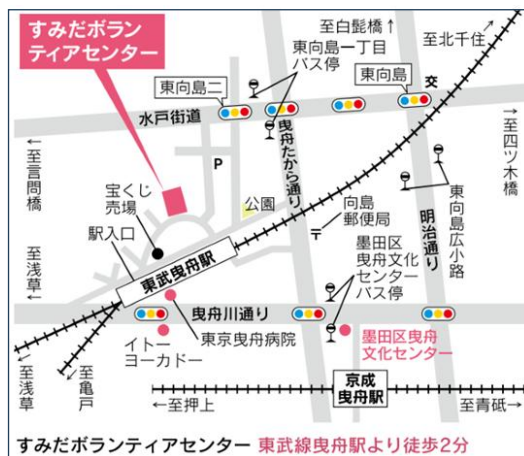 すみだボラン
ティアセンター
至白髭橋↑
至北千住
東向島一丁目
バス停
東向島二
東向島
交
水戸街道
P
←至言問橋
→至四ツ木橋
宝くじ
売場
公園
曳舟たから通り
向島
郵便局
〒
明治通り
東向島広小路
駅入口
東武曳舟駅
墨田区
曳舟文化
センター
バス停
←至浅草
曳舟川通り
東京曳舟病院
イトー
ヨーカドー
墨田区曳舟
文化センター
至浅草
至亀戸
京成
曳舟駅
←至押上
至青砥→
すみだボランティアセンター 東武線曳舟駅より徒歩2分